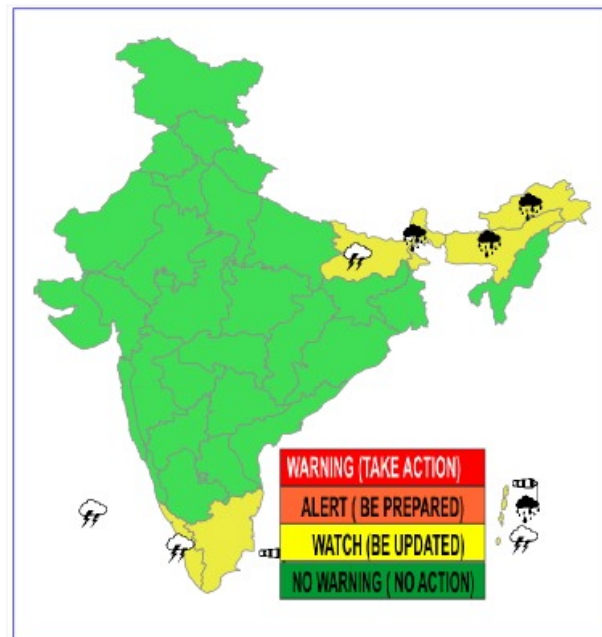 WARNING (TAKE ACTION)
ALERT ( BE PREPARED)
WATCH (BE UPDATED)
NO WARNING ( NO ACTION)